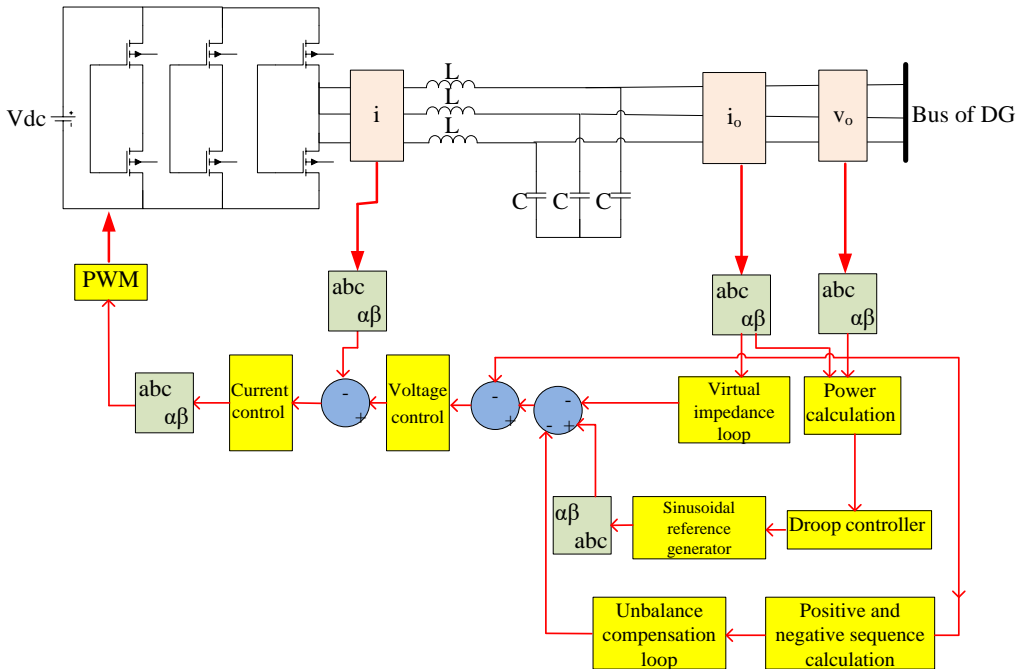 L
L
L
Vdc
i
iₒ
vₒ
Bus of DG
C
C
C
PWM
abc
αβ
abc
αβ
abc
αβ
abc
αβ
Current
control
-
+
Voltage
control
-
+
-
-
+
Virtual
impedance
loop
Power
calculation
αβ
abc
Sinusoidal
reference
generator
Droop controller
Unbalance
compensation
loop
Positive and
negative sequence
calculation